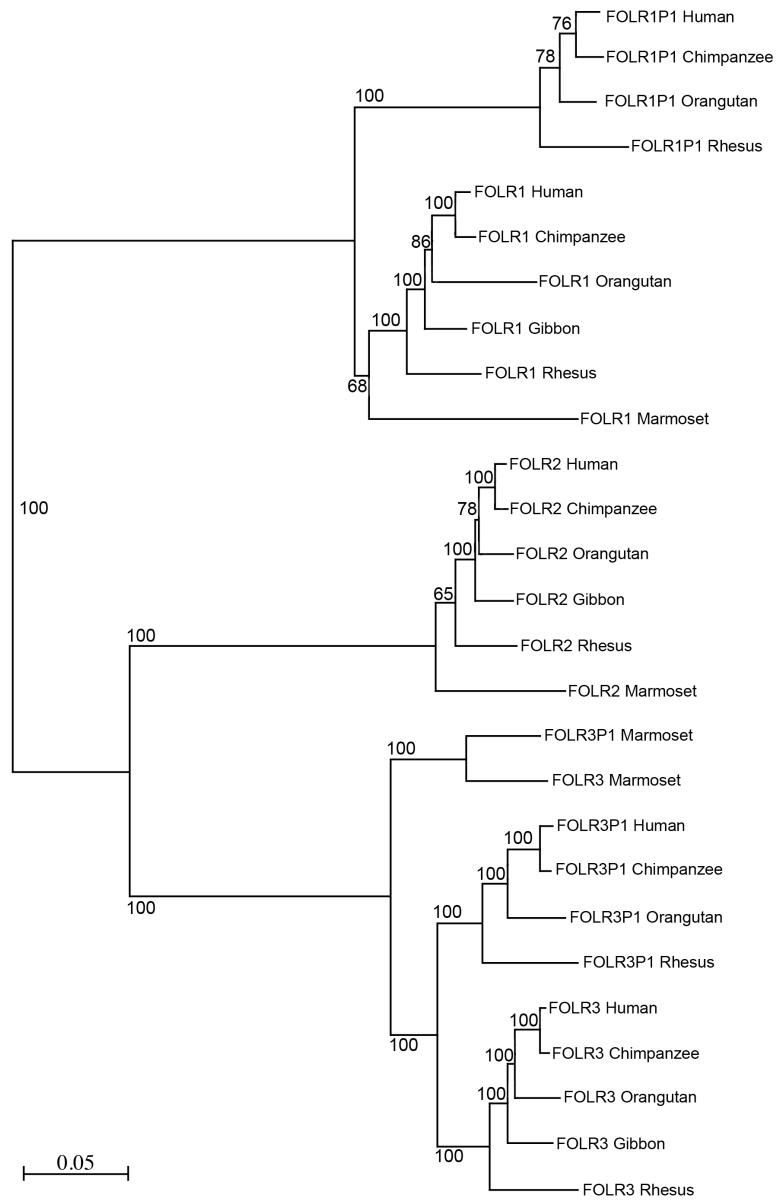 76
FOLR1P1 Human
78
FOLR1P1 Chimpanzee
100
FOLR1P1 Orangutan
FOLR1P1 Rhesus
100
FOLR1 Human
86
FOLR1 Chimpanzee
100
FOLR1 Orangutan
100
FOLR1 Gibbon
FOLR1 Rhesus
68
FOLR1 Marmoset
FOLR2 Human
100
100
78
FOLR2 Chimpanzee
100
FOLR2 Orangutan
65
FOLR2 Gibbon
100
FOLR2 Rhesus
FOLR2 Marmoset
100
FOLR3P1 Marmoset
FOLR3 Marmoset
FOLR3P1 Human
100
100
FOLR3P1 Chimpanzee
100
100
FOLR3P1 Orangutan
FOLR3P1 Rhesus
FOLR3 Human
100
100
FOLR3 Chimpanzee
100
100
FOLR3 Orangutan
FOLR3 Gibbon
100
0.05
FOLR3 Rhesus